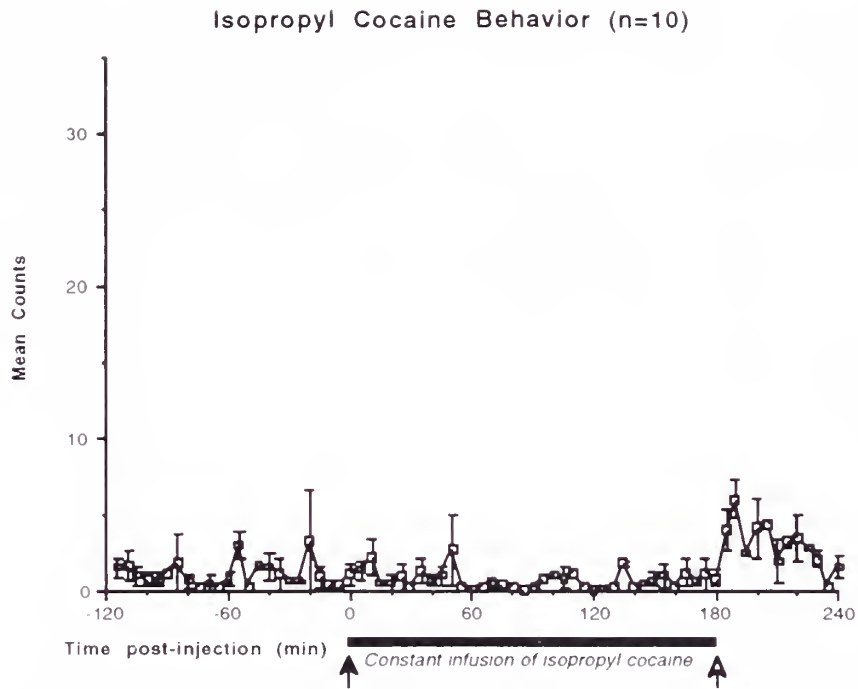 Isopropyl Cocaine Behavior (n=10)
30
20
10
0
Mean Counts
-120 -60 0 60 120 180 240
Time post-injection (min)
Constant infusion of isopropyl cocaine